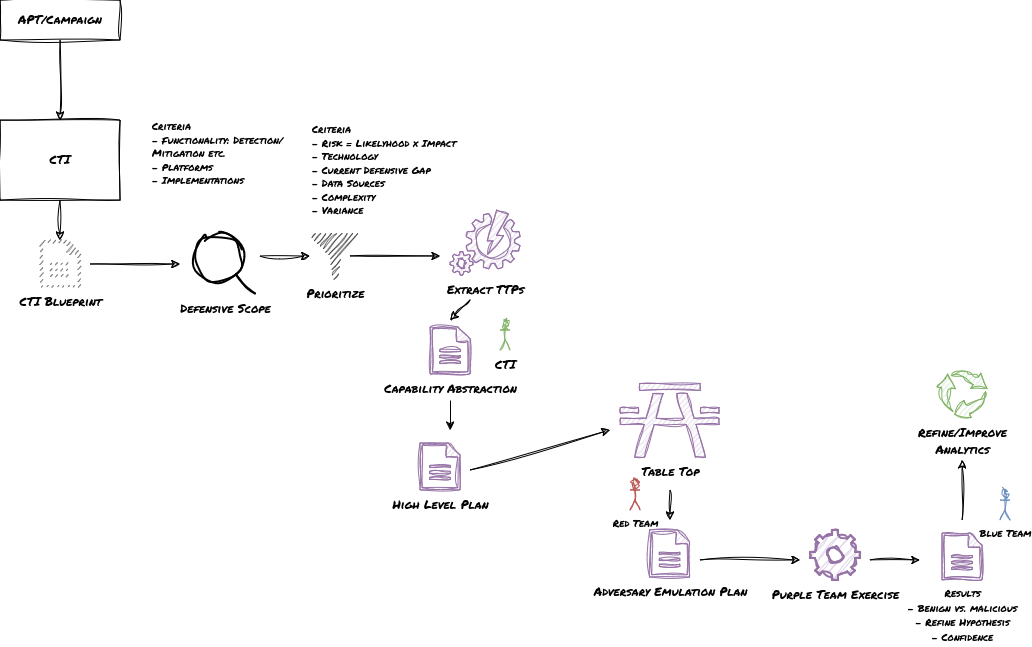 APT/Campaign
CTI
Criteria
- Functionality: Detection/
Mitigation etc.
- Platforms
- Implementations
Criteria
- Risk = Likelyhood x Impact
- Technology
- Current Defensive Gap
- Data Sources
- Complexity
- Variance
CTI Blueprint
Defensive Scope
Prioritize
Extract TTPs
CTI
Capability Abstraction
High Level Plan
Table Top
Red Team
Adversary Emulation Plan
Purple Team Exercise
Refine/Improve
Analytics
Blue Team
Results
- Benign vs. malicious
- Refine Hypothesis
- Confidence